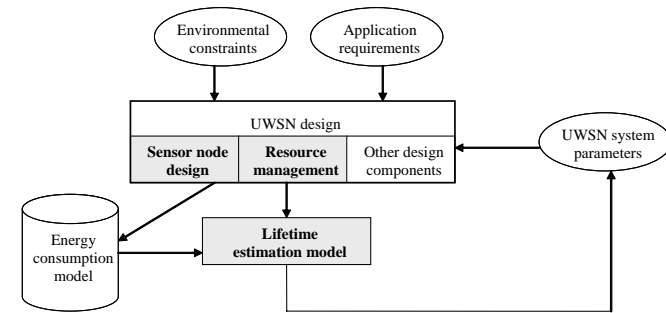 Environmental
constraints
Application
requirements
UWSN design
Sensor node
design
Resource
management
Other design
components
UWSN system
parameters
Energy
consumption
model
Lifetime
estimation model